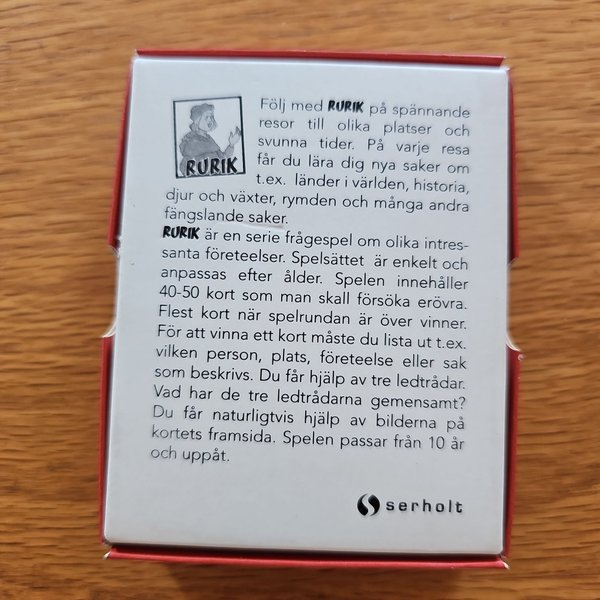 RURIK
Följ med RURIK på spännande
resor till olika platser och
svunna tider. På varje resa
får du lära dig nya saker om
t.ex. länder i världen, historia,
djur och växter, rymden och många andra
fängslande saker.
RURIK är en serie frågespel om olika intres-
santa företeelser. Spelsättet är enkelt och
anpassas efter ålder. Spelen innehåller
40-50 kort som man skall försöka erövra.
Flest kort när spelrundan är över vinner.
För att vinna ett kort måste du lista ut t.ex.
vilken person, plats, företeelse eller sak
som beskrivs. Du får hjälp av tre ledtrådar.
Vad har de tre ledtrådarna gemensamt?
Du får naturligtvis hjälp av bilderna på
kortets framsida. Spelen passar från 10 år
och uppåt.
serholt